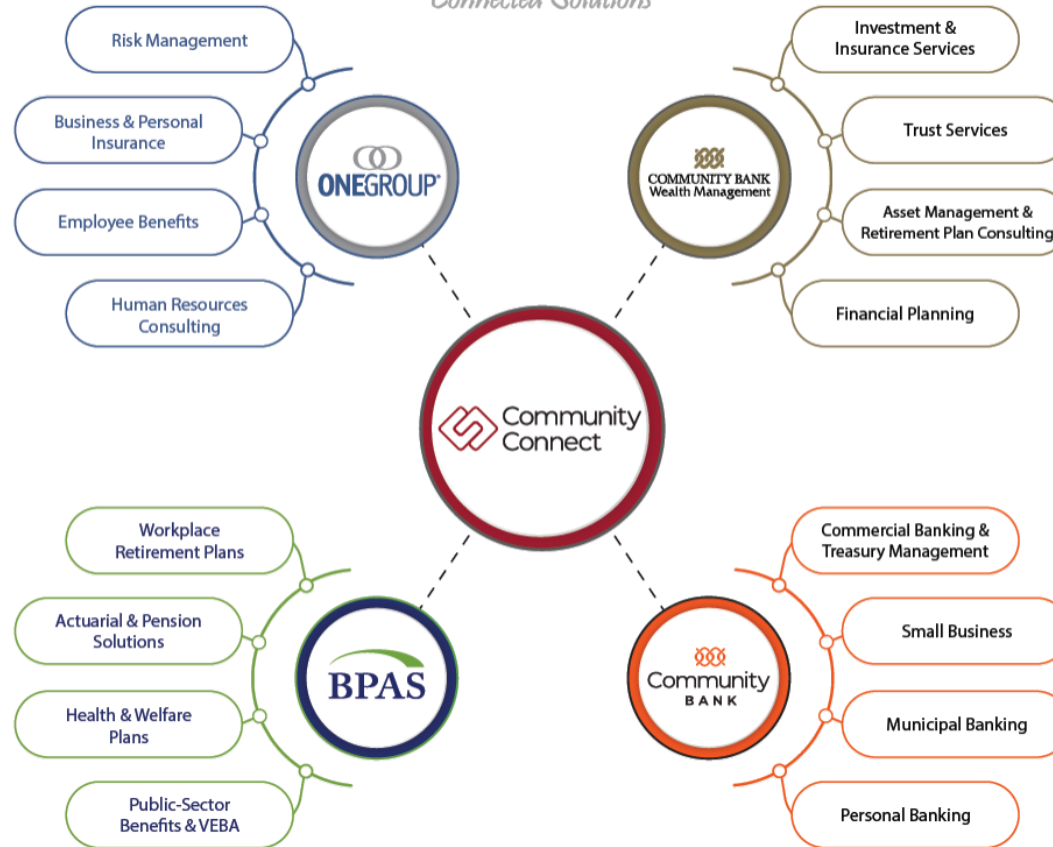 Connected Solutions
Risk Management
Business & Personal
Insurance
Employee Benefits
Human Resources
Consulting
ONEGROUP®
Investment &
Insurance Services
Trust Services
Asset Management &
Retirement Plan Consulting
Financial Planning
COMMUNITY BANK
Wealth Management
Community
Connect
Workplace
Retirement Plans
Actuarial & Pension
Solutions
Health & Welfare
Plans
Public-Sector
Benefits & VEBA
BPAS
Commercial Banking &
Treasury Management
Small Business
Municipal Banking
Personal Banking
Community
BANK